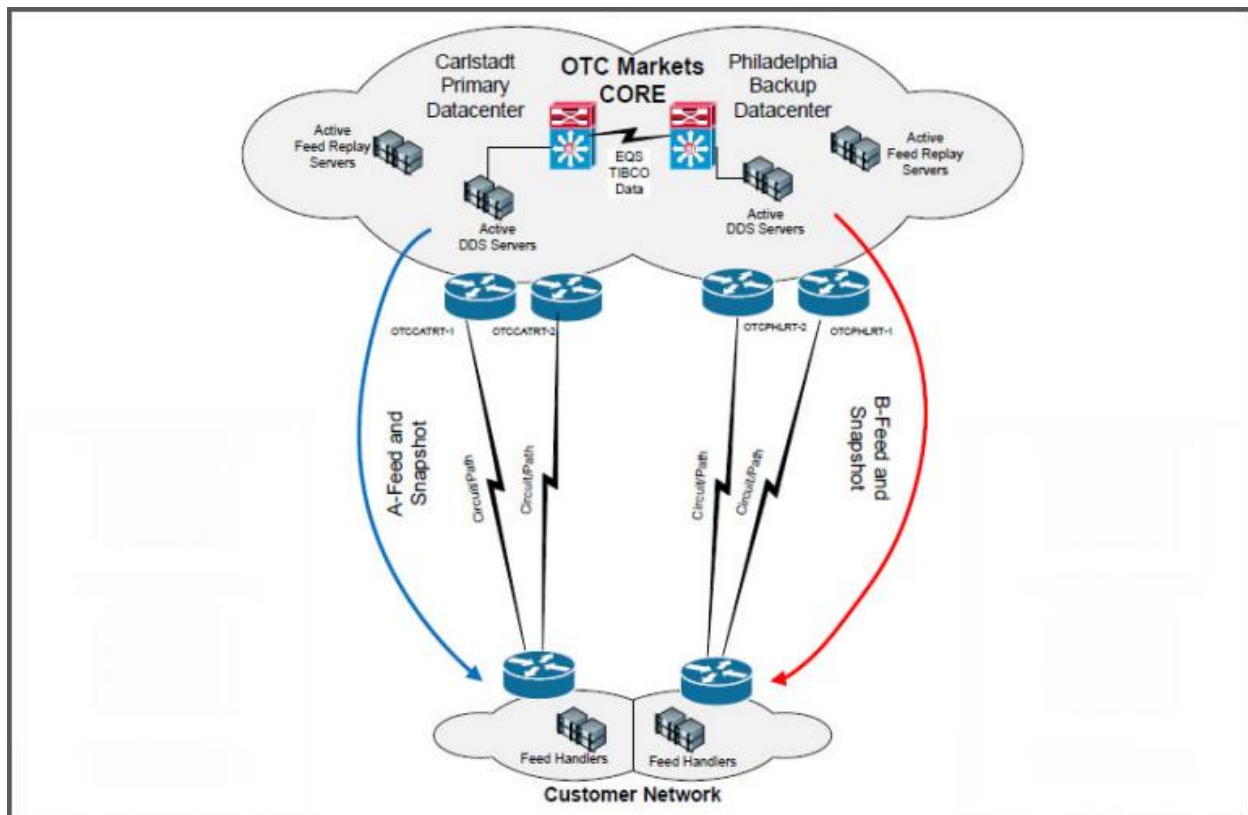 Carlstadt
Primary
Datacenter
OTC Markets
CORE
Philadelphia
Backup
Datacenter
Active
Feed Replay
Servers
Active
Feed Replay
Servers
EQS
TIBCO
Data
Active
DDS Servers
Active
DDS Servers
OTCCATRT-1
OTCCATRT-2
OTCPHLRT-2
OTCPHLRT-1
A-Feed and
Snapshot
Circuit/Path
Circuit/Path
Circuit/Path
Circuit/Path
B-Feed and
Snapshot
Feed Handlers
Feed Handlers
Customer Network